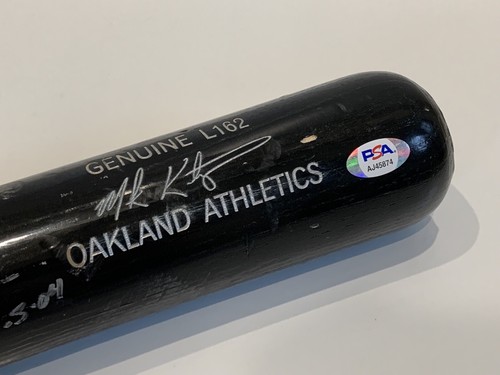 GENUINE L162
OAKLAND ATHLETICS
PSA
AJ45874